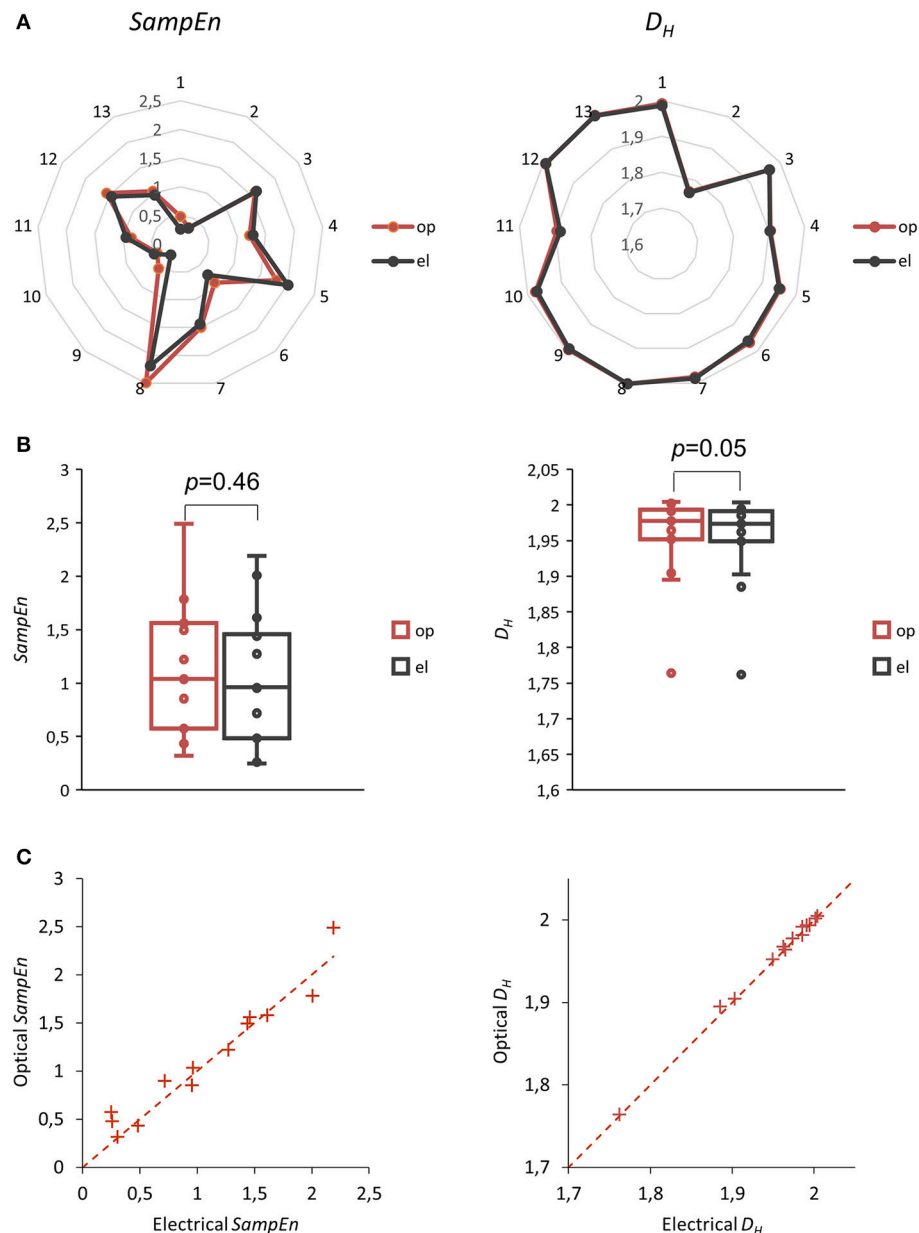 A
SampEn
D_H
1
2
3
4
5
6
7
8
9
10
11
12
13
2,5
2
1,5
1
0,5
0
op
el
1
2
3
4
5
6
7
8
9
10
11
12
13
2
1,9
1,8
1,7
1,6
op
el
B
p=0.46
3
2,5
2
1,5
1
0,5
0
SampEn
op
el
p=0.05
2,05
2
1,95
1,9
1,85
1,8
1,75
1,7
1,65
1,6
D_H
op
el
C
3
2,5
2
1,5
1
0,5
0
Optical SampEn
0 0,5 1 1,5 2 2,5
Electrical SampEn
2
1,9
1,8
1,7
Optical D_H
1,7 1,8 1,9 2
Electrical D_H